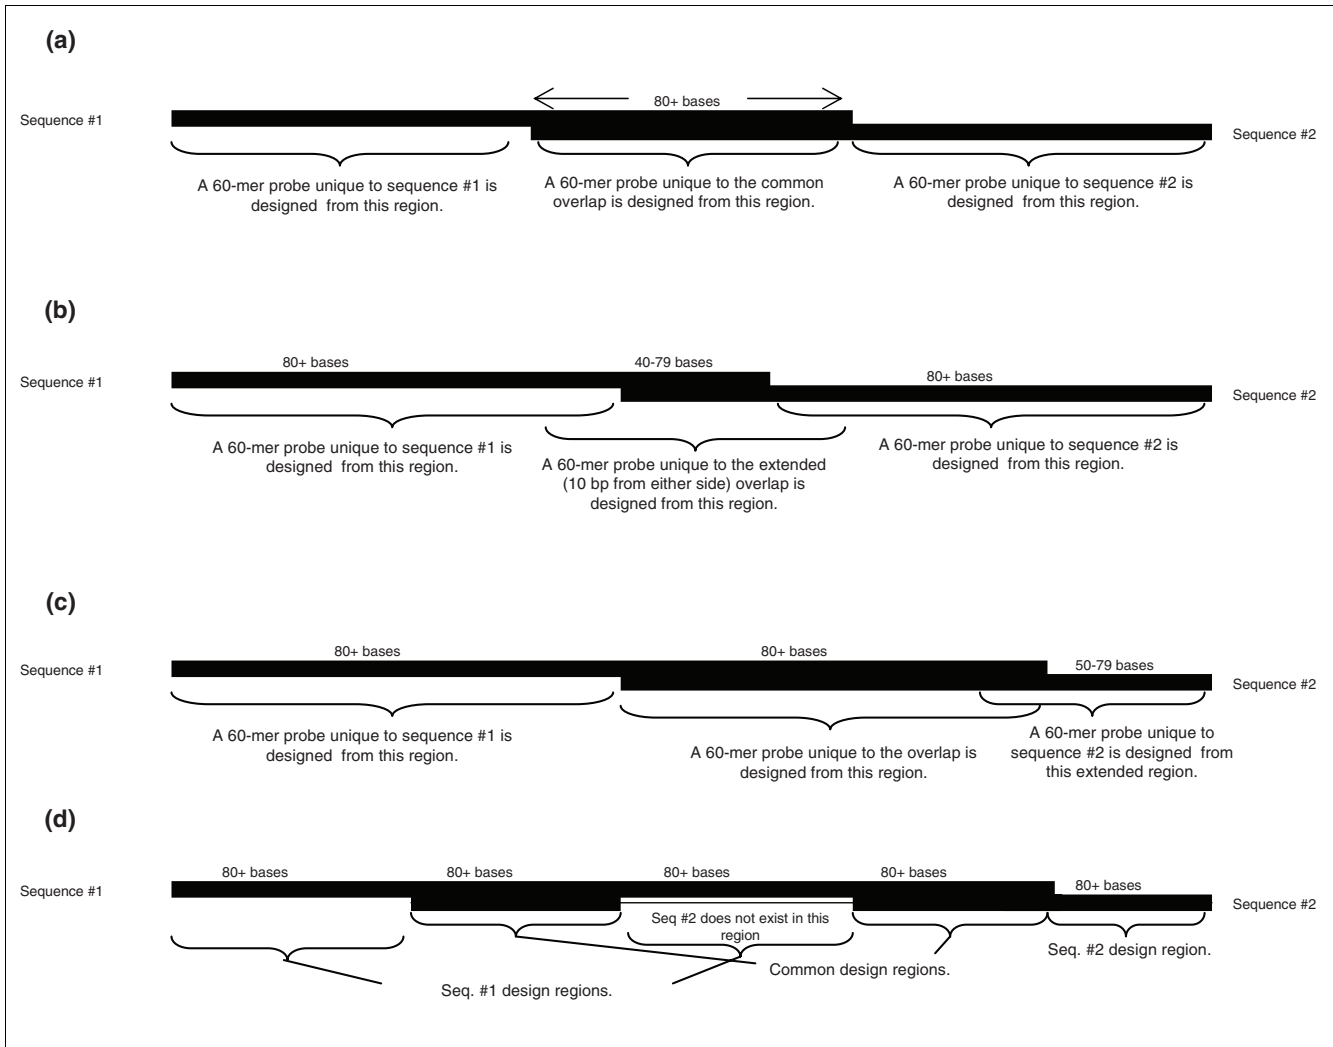 (a)
80+ bases
Sequence #1
Sequence #2
A 60-mer probe unique to sequence #1 is
designed from this region.
A 60-mer probe unique to the common
overlap is designed from this region.
A 60-mer probe unique to sequence #2 is
designed from this region.
(b)
80+ bases
40-79 bases
80+ bases
Sequence #1
Sequence #2
A 60-mer probe unique to sequence #1 is
designed from this region.
A 60-mer probe unique to the extended
(10 bp from either side) overlap is
designed from this region.
A 60-mer probe unique to sequence #2 is
designed from this region.
(c)
80+ bases
80+ bases
50-79 bases
Sequence #1
Sequence #2
A 60-mer probe unique to sequence #1 is
designed from this region.
A 60-mer probe unique to the overlap is
designed from this region.
A 60-mer probe unique to
sequence #2 is designed from
this extended region.
(d)
80+ bases
80+ bases
80+ bases
80+ bases
80+ bases
Sequence #1
Sequence #2
Seq #2 does not exist in this
region
Seq. #2 design region.
Common design regions.
Seq. #1 design regions.